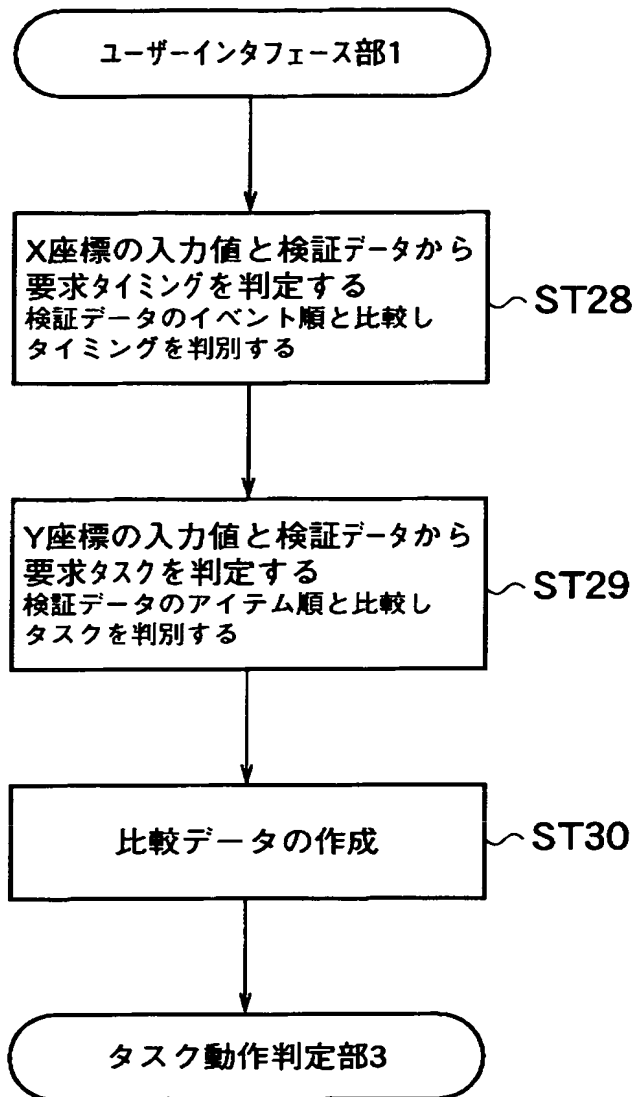 ユーザーインタフェース部1
X座標の入力値と検証データから
要求タイミングを判定する
検証データのイベント順と比較し
タイミングを判別する
ST28
Y座標の入力値と検証データから
要求タスクを判定する
検証データのアイテム順と比較し
タスクを判別する
ST29
比較データの作成
ST30
タスク動作判定部3